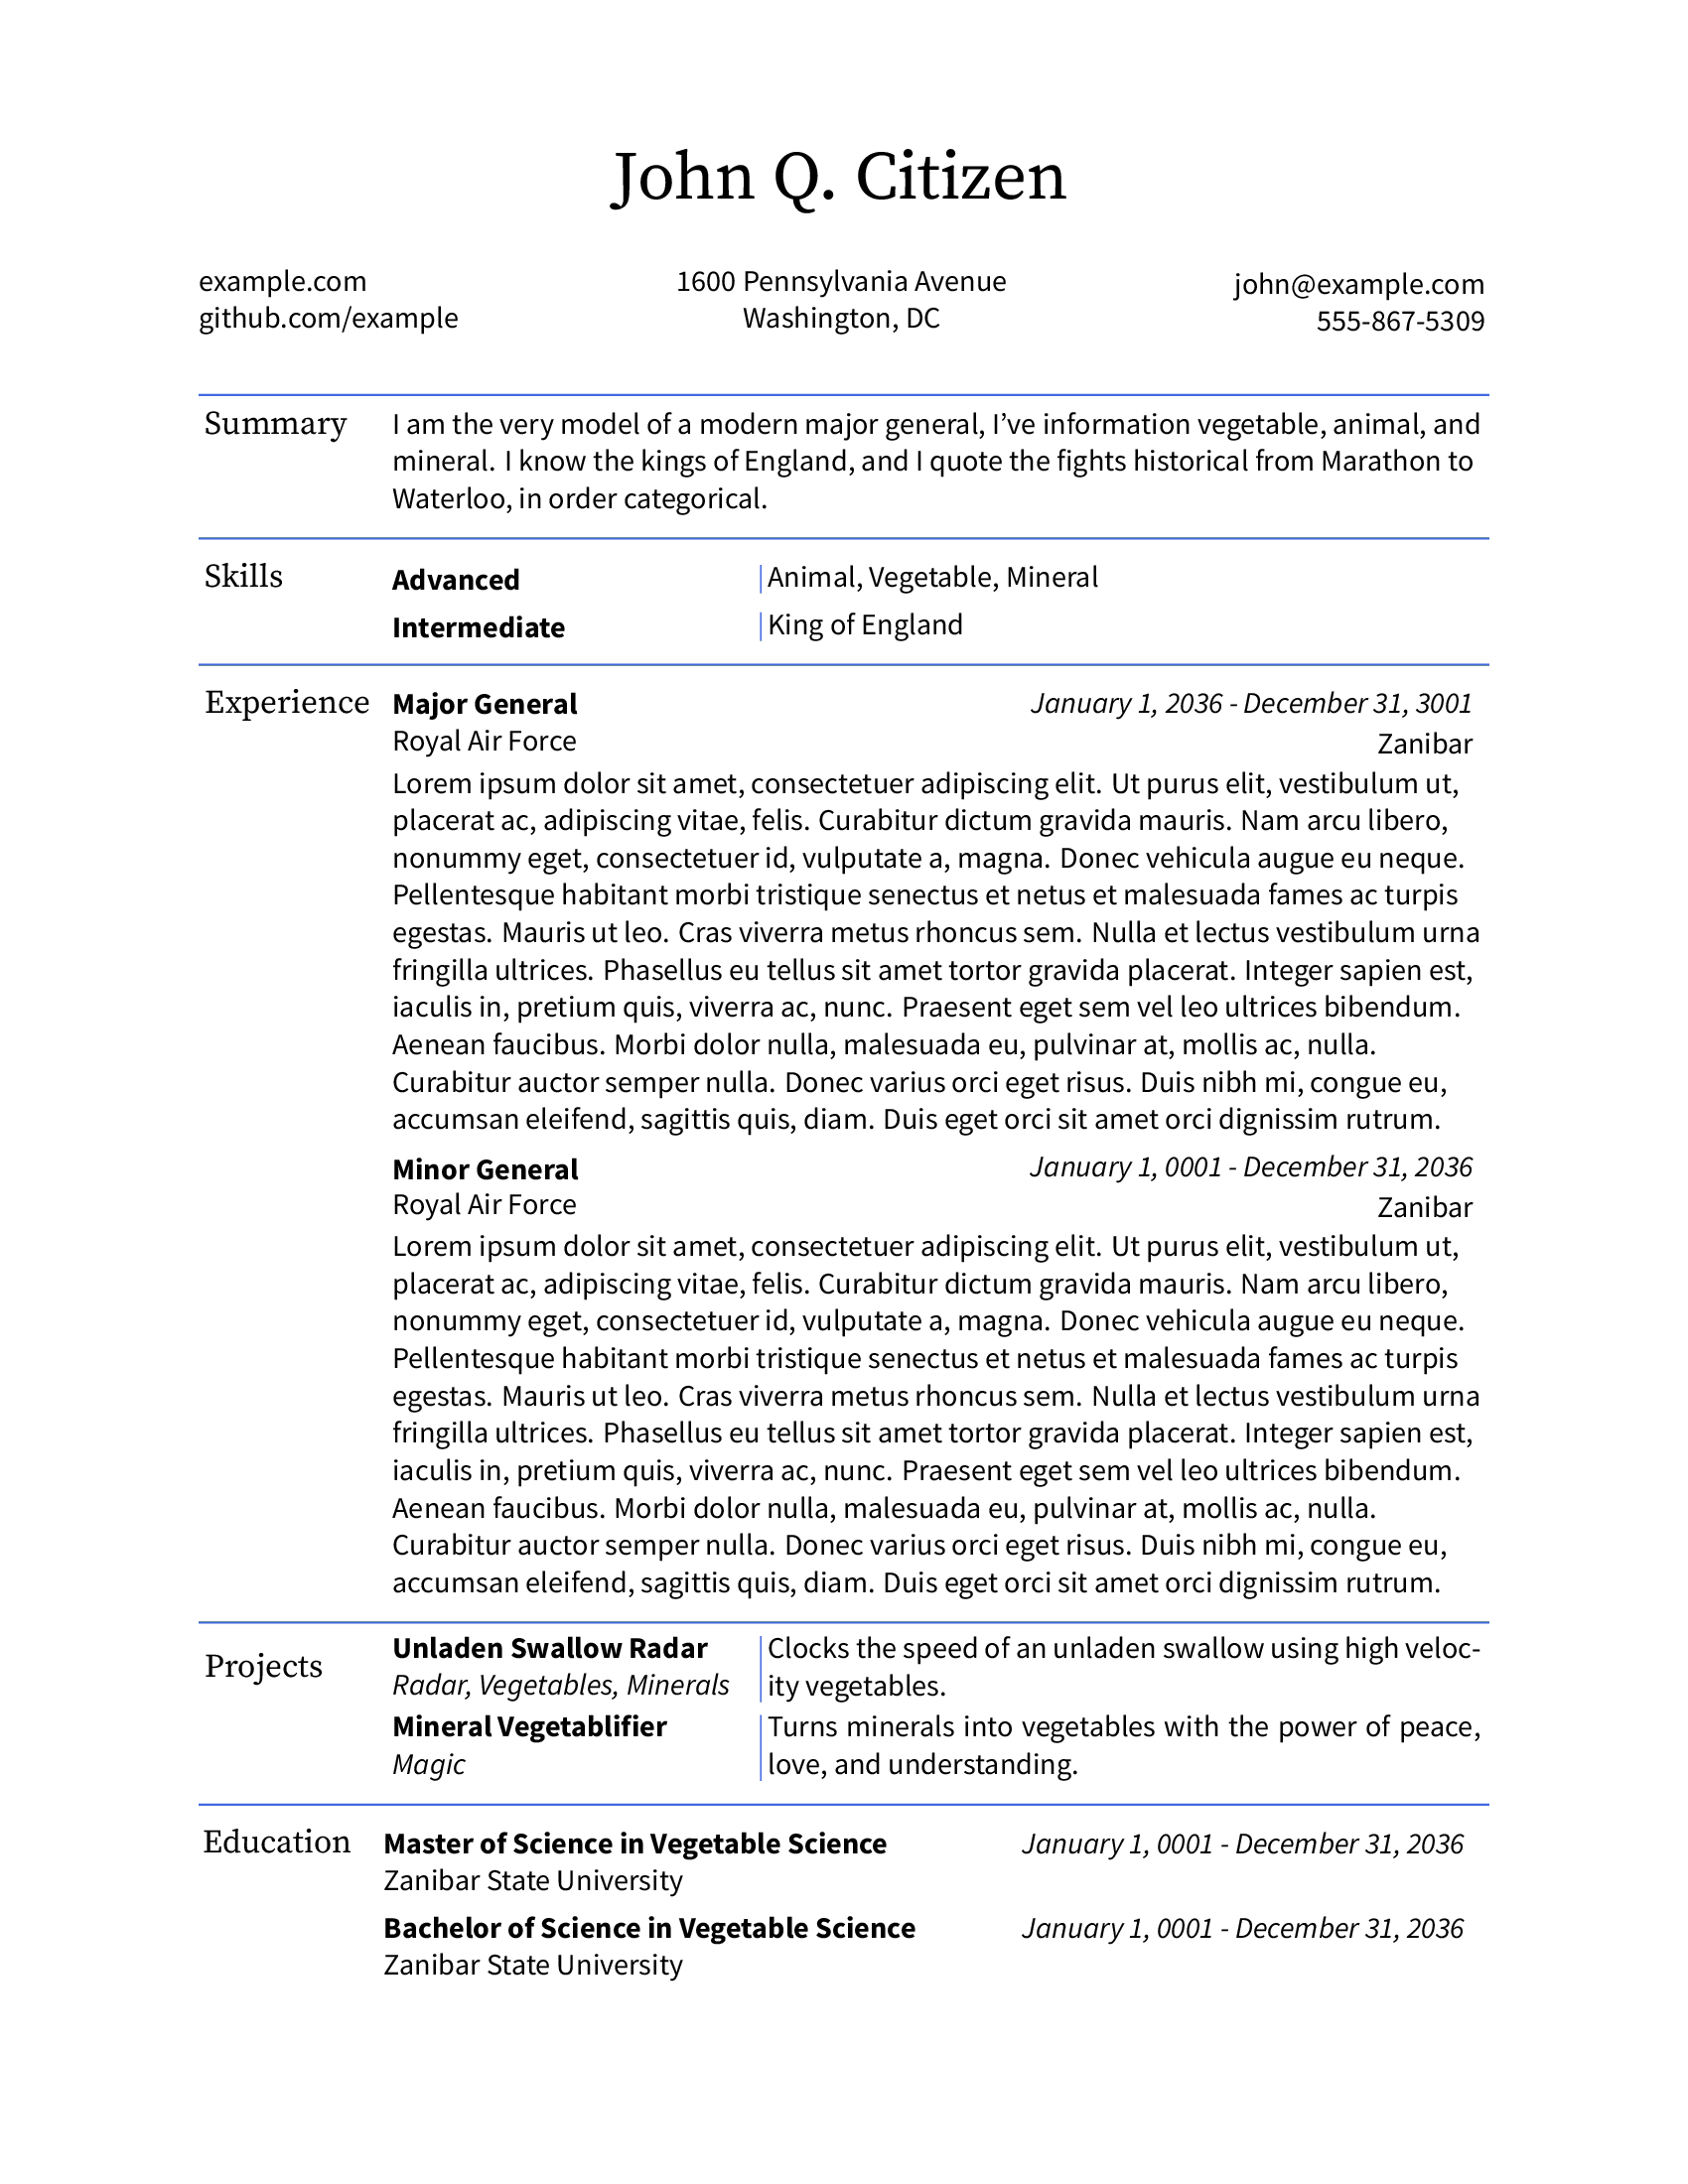 John Q. Citizen
example.com
github.com/example
1600 Pennsylvania Avenue
Washington, DC
john@example.com
555-867-5309
Summary
I am the very model of a modern major general, I’ve information vegetable, animal, and
mineral. I know the kings of England, and I quote the fights historical from Marathon to
Waterloo, in order categorical.
Skills
Advanced
Animal, Vegetable, Mineral
Intermediate
King of England
Experience
Major General
January 1, 2036 - December 31, 3001
Royal Air Force
Zanibar
Lorem ipsum dolor sit amet, consectetuer adipiscing elit. Ut purus elit, vestibulum ut,
placerat ac, adipiscing vitae, felis. Curabitur dictum gravida mauris. Nam arcu libero,
nonummy eget, consectetuer id, vulputate a, magna. Donec vehicula augue eu neque.
Pellentesque habitant morbi tristique senectus et netus et malesuada fames ac turpis
egestas. Mauris ut leo. Cras viverra metus rhoncus sem. Nulla et lectus vestibulum urna
fringilla ultrices. Phasellus eu tellus sit amet tortor gravida placerat. Integer sapien est,
iaculis in, pretium quis, viverra ac, nunc. Praesent eget sem vel leo ultrices bibendum.
Aenean faucibus. Morbi dolor nulla, malesuada eu, pulvinar at, mollis ac, nulla.
Curabitur auctor semper nulla. Donec varius orci eget risus. Duis nibh mi, congue eu,
accumsan eleifend, sagittis quis, diam. Duis eget orci sit amet orci dignissim rutrum.
Minor General
January 1, 0001 - December 31, 2036
Royal Air Force
Zanibar
Lorem ipsum dolor sit amet, consectetuer adipiscing elit. Ut purus elit, vestibulum ut,
placerat ac, adipiscing vitae, felis. Curabitur dictum gravida mauris. Nam arcu libero,
nonummy eget, consectetuer id, vulputate a, magna. Donec vehicula augue eu neque.
Pellentesque habitant morbi tristique senectus et netus et malesuada fames ac turpis
egestas. Mauris ut leo. Cras viverra metus rhoncus sem. Nulla et lectus vestibulum urna
fringilla ultrices. Phasellus eu tellus sit amet tortor gravida placerat. Integer sapien est,
iaculis in, pretium quis, viverra ac, nunc. Praesent eget sem vel leo ultrices bibendum.
Aenean faucibus. Morbi dolor nulla, malesuada eu, pulvinar at, mollis ac, nulla.
Curabitur auctor semper nulla. Donec varius orci eget risus. Duis nibh mi, congue eu,
accumsan eleifend, sagittis quis, diam. Duis eget orci sit amet orci dignissim rutrum.
Projects
Unladen Swallow Radar
Radar, Vegetables, Minerals
Clocks the speed of an unladen swallow using high veloc-
ity vegetables.
Mineral Vegetablifier
Magic
Turns minerals into vegetables with the power of peace,
love, and understanding.
Education
Master of Science in Vegetable Science
January 1, 0001 - December 31, 2036
Zanibar State University
Bachelor of Science in Vegetable Science
January 1, 0001 - December 31, 2036
Zanibar State University